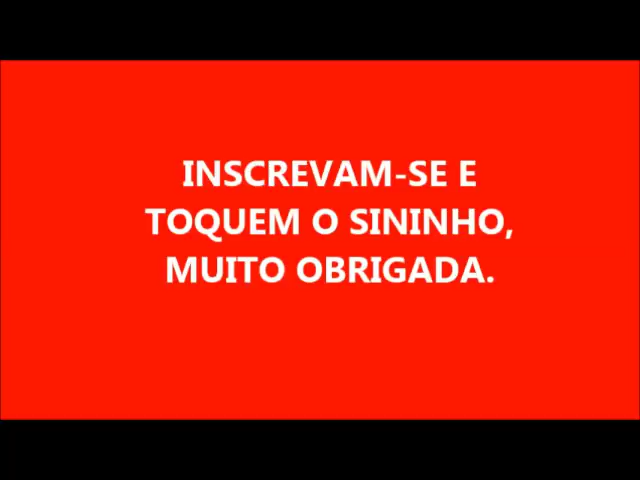 INSCREVAM-SE E
TOQUEM O SININHO,
MUITO OBRIGADA.